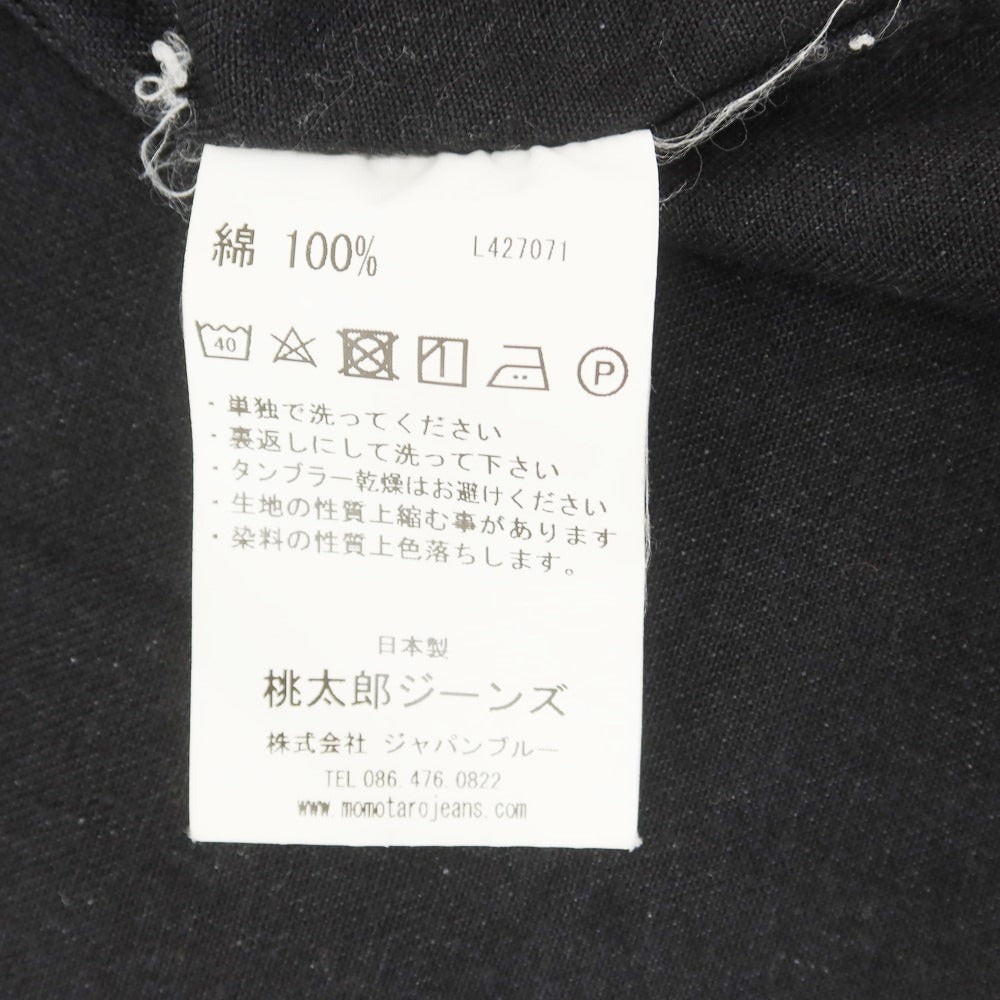 綿 100% L427071
40 P
・単独で洗ってください
・裏返しにして洗って下さい
・タンブラー乾燥はお避けください
・生地の性質上縮む事があります
・染料の性質上色落ちします。
日本製
桃太郎ジーンズ
株式会社 ジャパンブルー
TEL 086.476.0822
www.momotarojeans.com